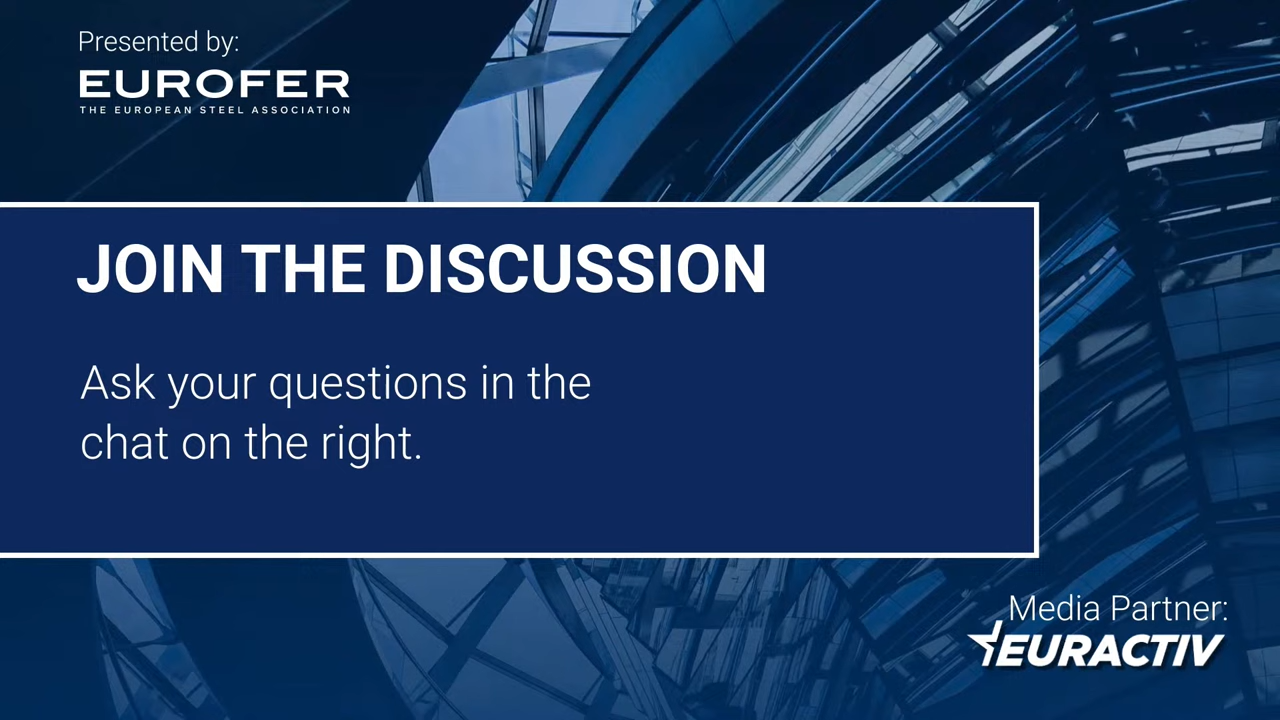 Presented by:
EUROFER
THE EUROPEAN STEEL ASSOCIATION
JOIN THE DISCUSSION
Ask your questions in the
chat on the right.
Media Partner:
EURACTIV